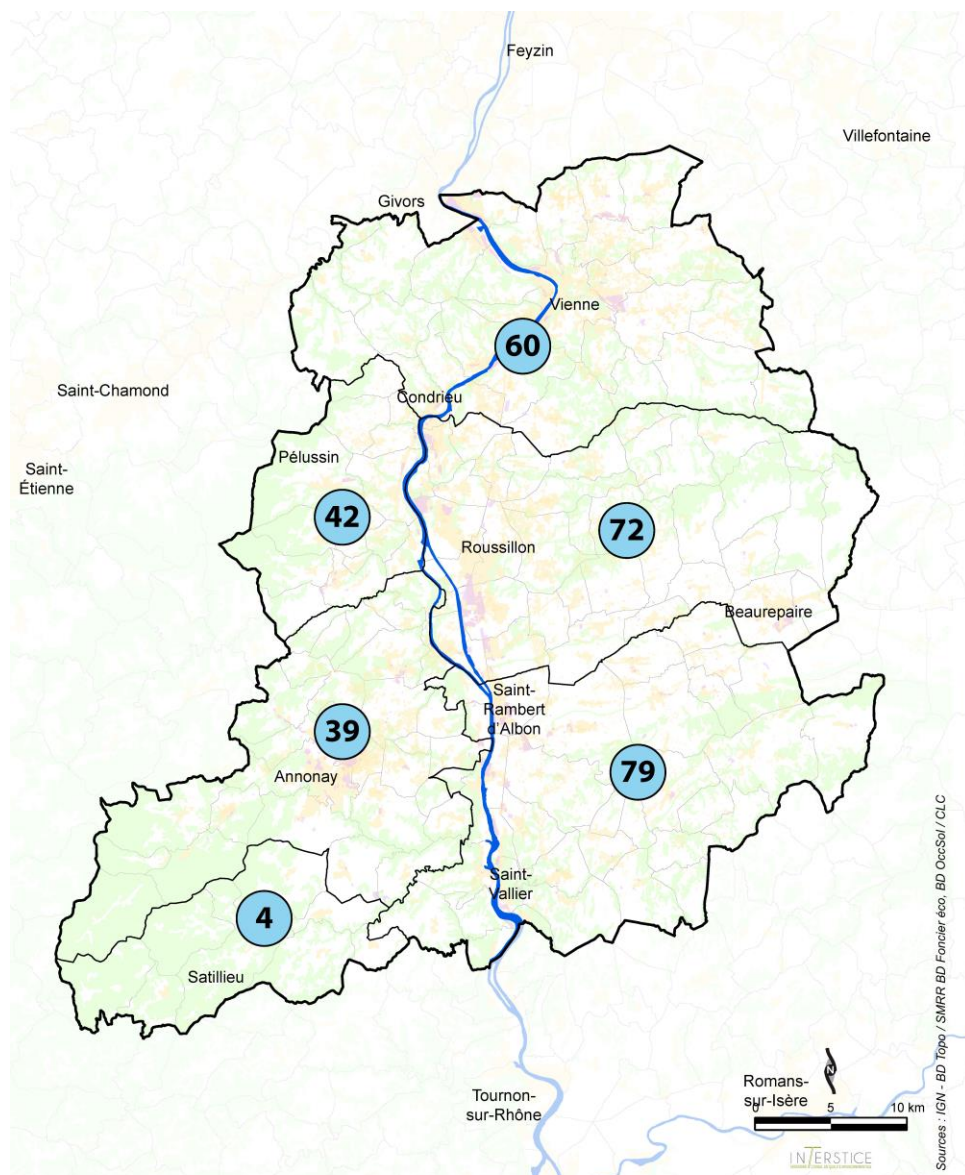 Feyzin
Villefontaine
Givors
Vienne
60
Saint-Chamond
Condrieu
Pélussin
Saint-
Étienne
42
72
Roussillon
Beaurepaire
Saint-
Rambert
d'Albon
39
79
Annonay
Saint-
Vallier
4
Satillieu
Tournon-
sur-Rhône
Romans-
sur-Isère
N
0 5 10 km
INTERSTICE
Sources : IGN - BD Topo / SMRR BD Foncier éco, BD OccSol / CLC